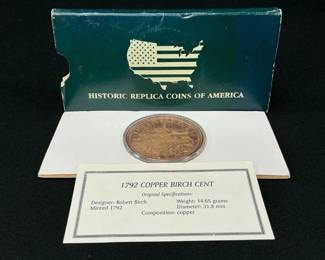 HISTORIC REPLICA COINS OF AMERICA
1792 COPPER BIRCH CENT
Original Specifications:
Designer: Robert Birch Weight: 14.65 grams
Minted 1792 Diameter: 31.8 mm
Composition: copper